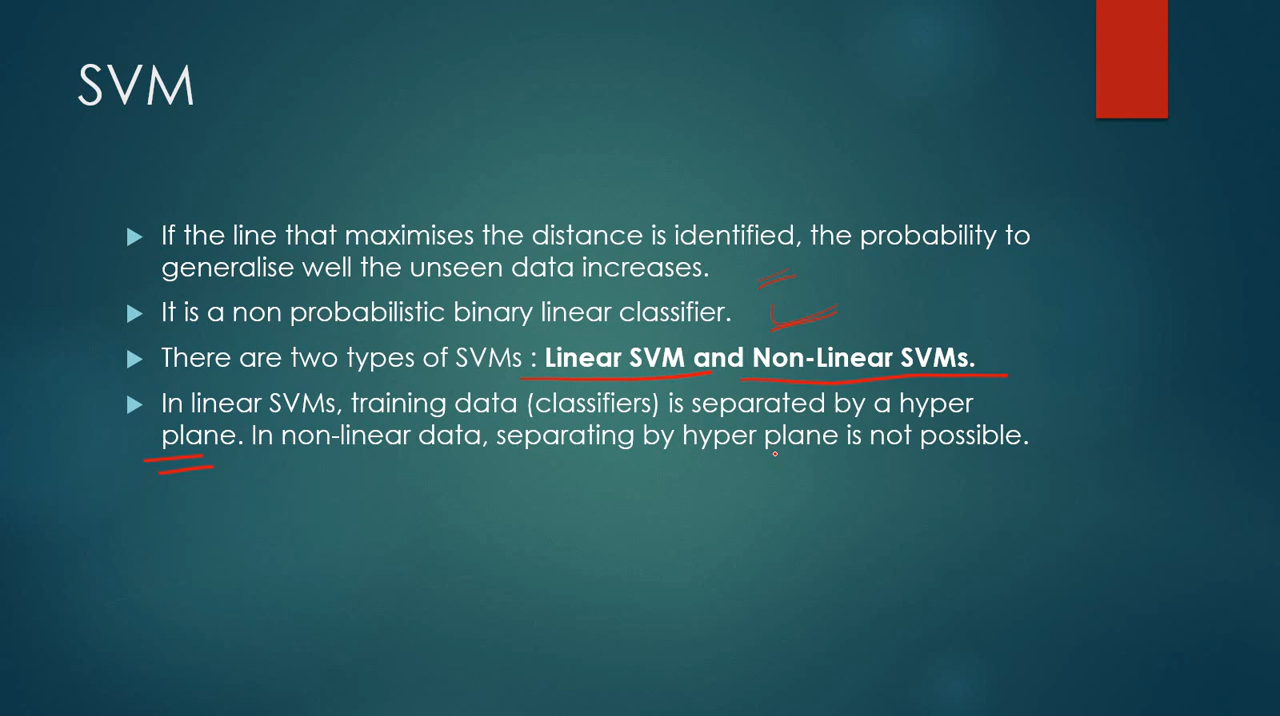 SVM
If the line that maximises the distance is identified, the probability to
generalise well the unseen data increases.
It is a non probabilistic binary linear classifier.
There are two types of SVMs : Linear SVM and Non-Linear SVMs.
In linear SVMs, training data (classifiers) is separated by a hyper
plane. In non-linear data, separating by hyper plane is not possible.